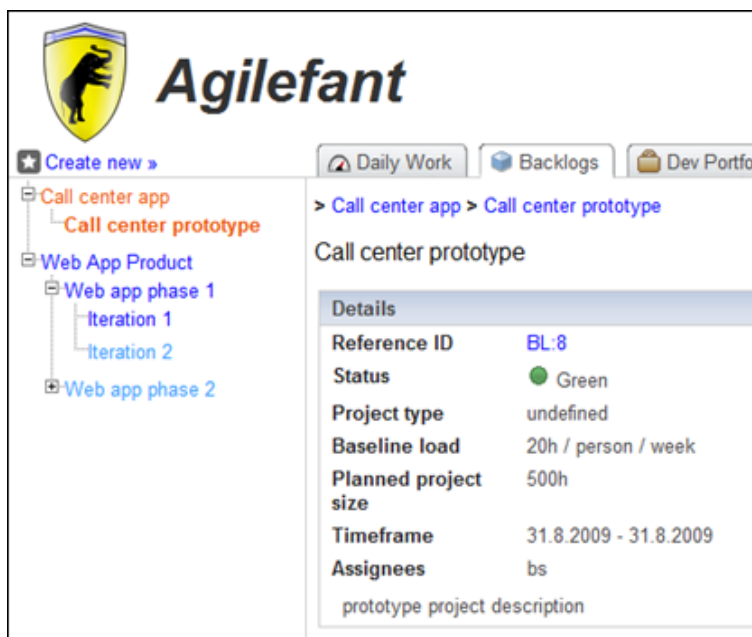 Agilefant
Create new »
Daily Work
Backlogs
Dev Portfo
Call center app
Call center prototype
Web App Product
Web app phase 1
Iteration 1
Iteration 2
Web app phase 2
> Call center app > Call center prototype
Call center prototype
Details
Reference ID BL:8
Status Green
Project type undefined
Baseline load 20h / person / week
Planned project 500h
size
Timeframe 31.8.2009 - 31.8.2009
Assignees bs
prototype project description